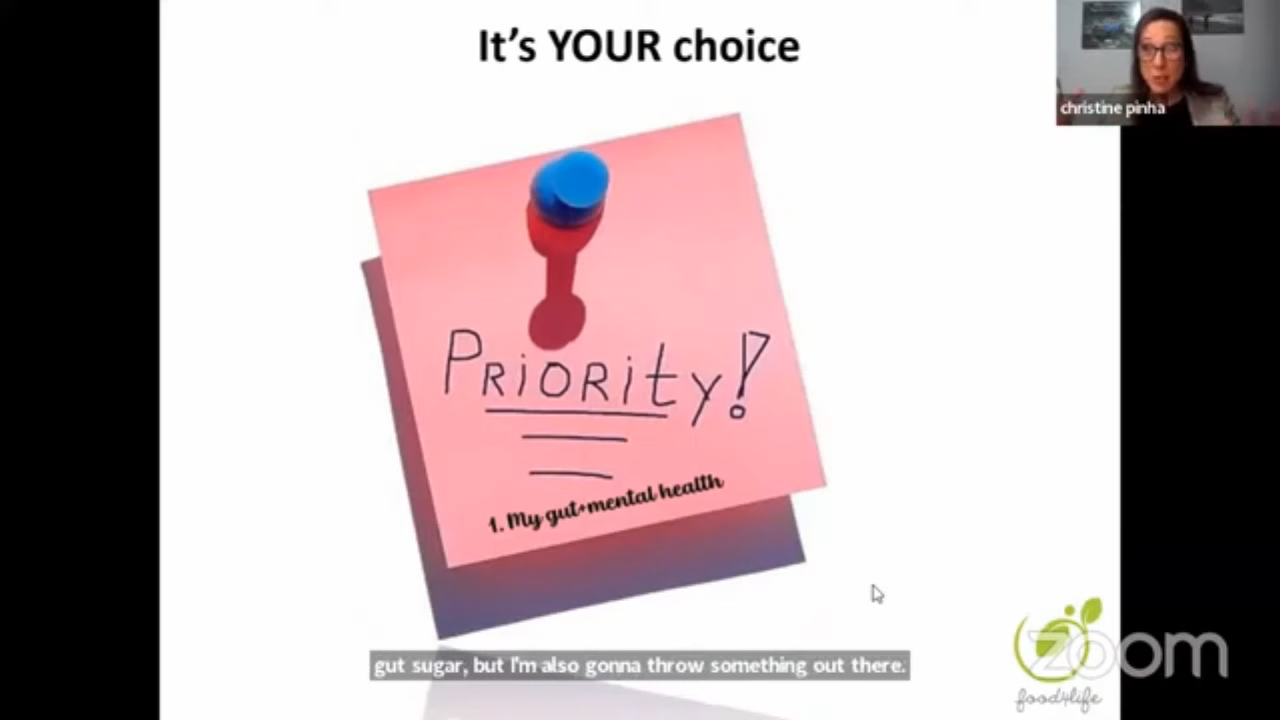 It's YOUR choice
christine pinha
PRiORity!
1. My gut+mental health
gut sugar, but I'm also gonna throw something out there.
zoom
food4life